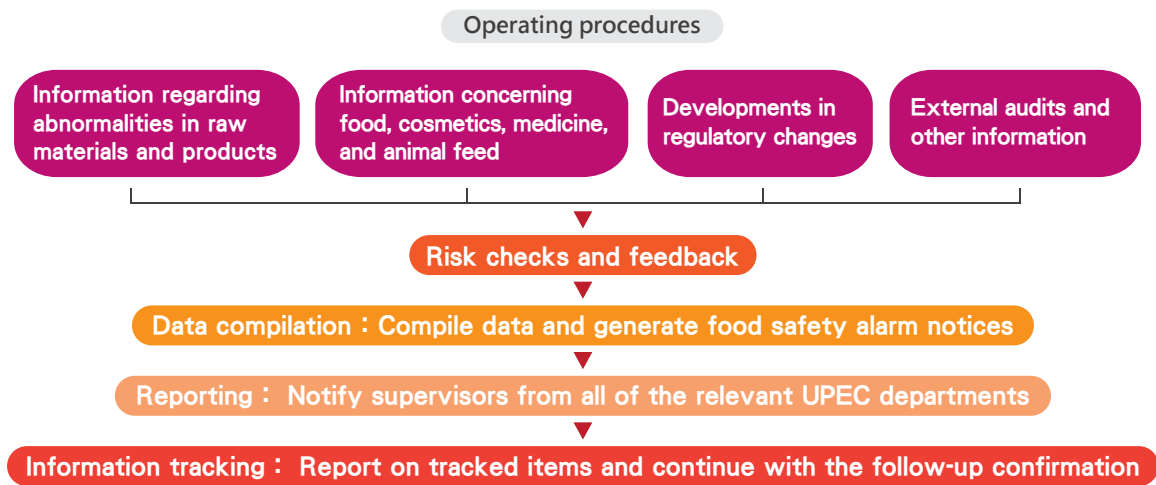 Operating procedures
Information regarding
abnormalities in raw
materials and products
Information concerning
food, cosmetics, medicine,
and animal feed
Developments in
regulatory changes
External audits and
other information
Risk checks and feedback
Data compilation：Compile data and generate food safety alarm notices
Reporting： Notify supervisors from all of the relevant UPEC departments
Information tracking： Report on tracked items and continue with the follow-up confirmation